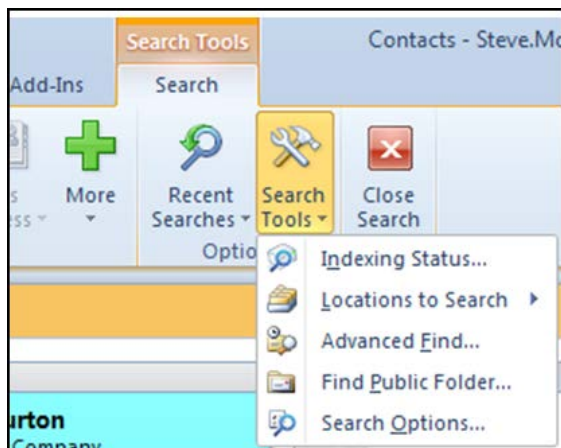 Search Tools
Contacts - Steve.Mc
Add-Ins
Search
More
Recent
Searches
Search
Tools
Close
Search
Optio
Indexing Status...
Locations to Search
Advanced Find...
Find Public Folder...
Search Options...
urton
Company